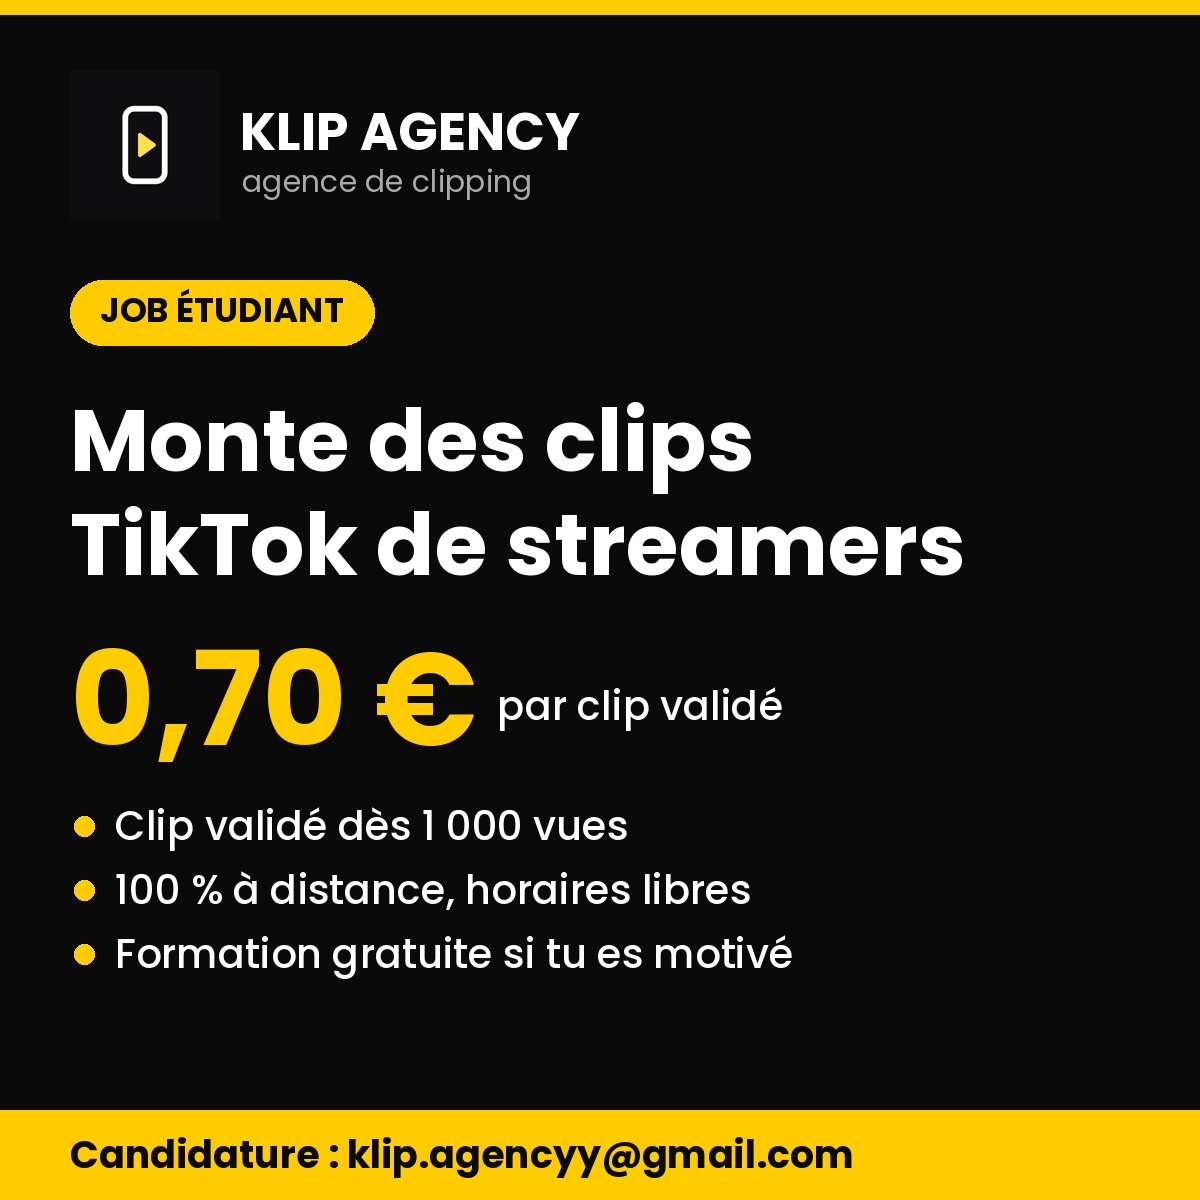 KLIP AGENCY
agence de clipping
JOB ÉTUDIANT
Monte des clips
TikTok de streamers
0,70 € par clip validé
Clip validé dès 1 000 vues
100 % à distance, horaires libres
Formation gratuite si tu es motivé
Candidature : klip.agencyy@gmail.com